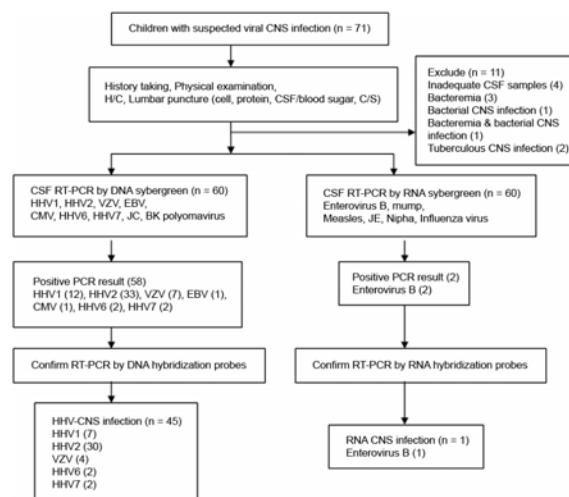 Children with suspected viral CNS infection (n = 71)
History taking, Physical examination,
H/C, Lumbar puncture (cell, protein, CSF/blood sugar, C/S)
Exclude (n = 11)
Inadequate CSF samples (4)
Bacteremia (3)
Bacterial CNS infection (1)
Bacteremia & bacterial CNS
infection (1)
Tuberculous CNS infection (2)
CSF RT-PCR by DNA sybergreen (n = 60)
HHV1, HHV2, VZV, EBV,
CMV, HHV6, HHV7, JC, BK polyomavirus
CSF RT-PCR by RNA sybergreen (n = 60)
Enterovirus B, mump,
Measles, JE, Nipha, Influenza virus
Positive PCR result (58)
HHV1 (12), HHV2 (33), VZV (7), EBV (1),
CMV (1), HHV6 (2), HHV7 (2)
Positive PCR result (2)
Enterovirus B (2)
Confirm RT-PCR by DNA hybridization probes
Confirm RT-PCR by RNA hybridization probes
HHV-CNS infection (n = 45)
HHV1 (7)
HHV2 (30)
VZV (4)
HHV6 (2)
HHV7 (2)
RNA CNS infection (n = 1)
Enterovirus B (1)